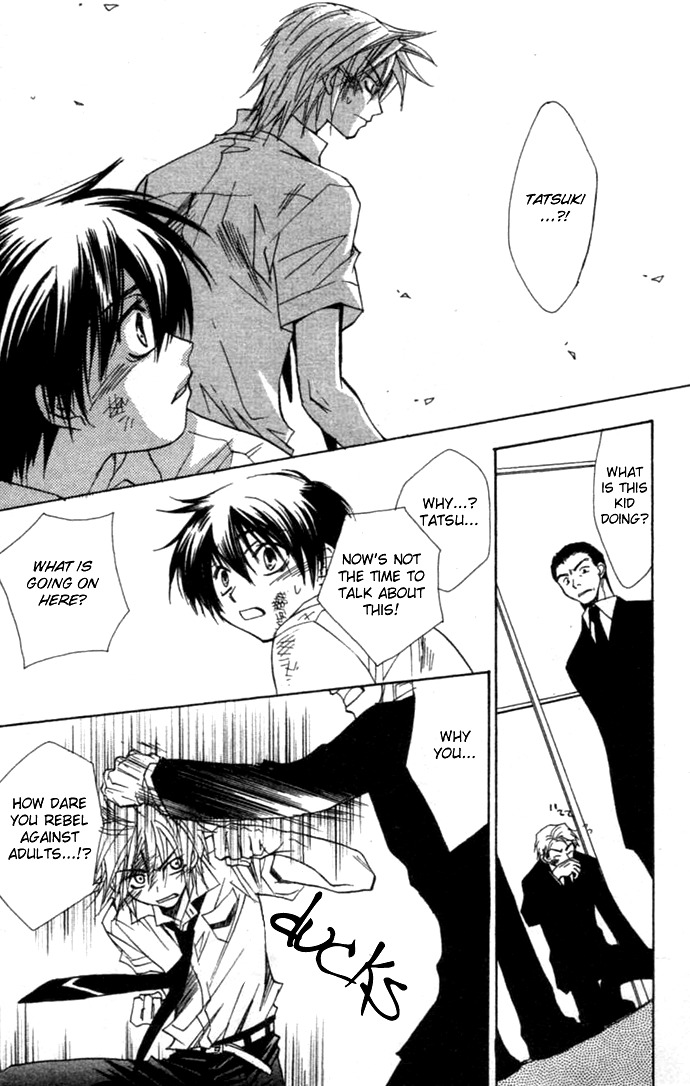 TATSUKI
...?!
WHAT
IS THIS
KID
DOING?
WHY...?
TATSU...
NOW'S NOT
THE TIME TO
TALK ABOUT
THIS!
WHAT IS
GOING ON
HERE?
WHY
YOU...
HOW DARE
YOU REBEL
AGAINST
ADULTS...!?
ducks